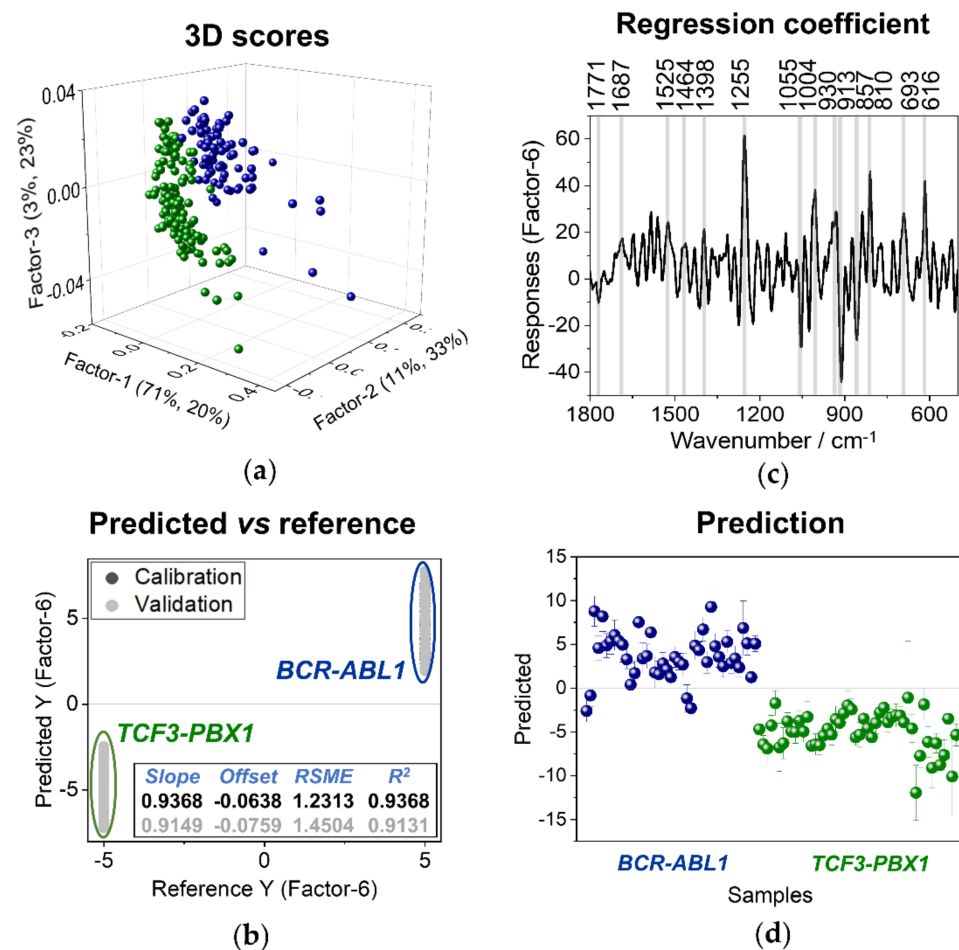 3D scores
0.04
0.00
-0.04
Factor-3 (3%, 23%)
-0.2
0.0
0.2
0.4
Factor-1 (71%, 20%)
Factor-2 (11%, 33%)
(a)
Regression coefficient
1771
1687
1525
1464
1398
1255
1055
1004
930
913
857
810
693
616
60
40
20
0
-20
-40
Responses (Factor-6)
1800
1500
1200
900
600
Wavenumber / cm⁻¹
(c)
Predicted vs reference
Calibration
Validation
5
0
-5
Predicted Y (Factor-6)
BCR-ABL1
TCF3-PBX1
Slope Offset RSME R²
0.9368 -0.0638 1.2313 0.9368
0.9149 -0.0759 1.4504 0.9131
-5
0
5
Reference Y (Factor-6)
(b)
Prediction
15
10
5
0
-5
-10
-15
Predicted
BCR-ABL1
TCF3-PBX1
Samples
(d)